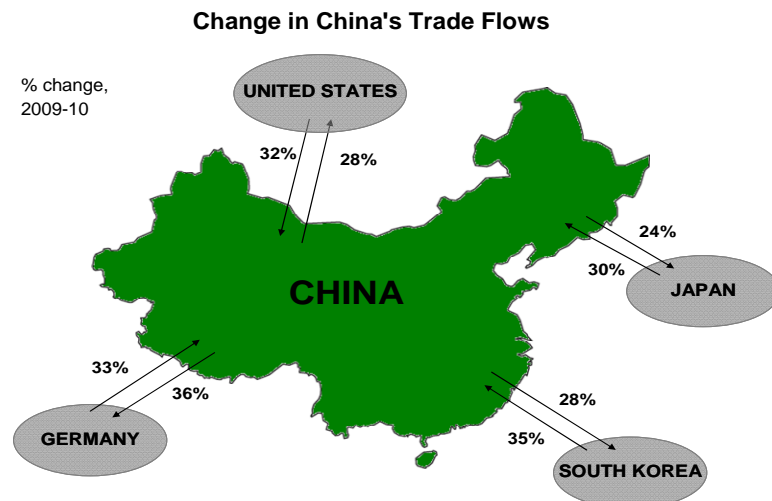 Change in China's Trade Flows
% change,
2009-10
UNITED STATES
32%
28%
24%
30%
JAPAN
CHINA
33%
36%
GERMANY
28%
35%
SOUTH KOREA